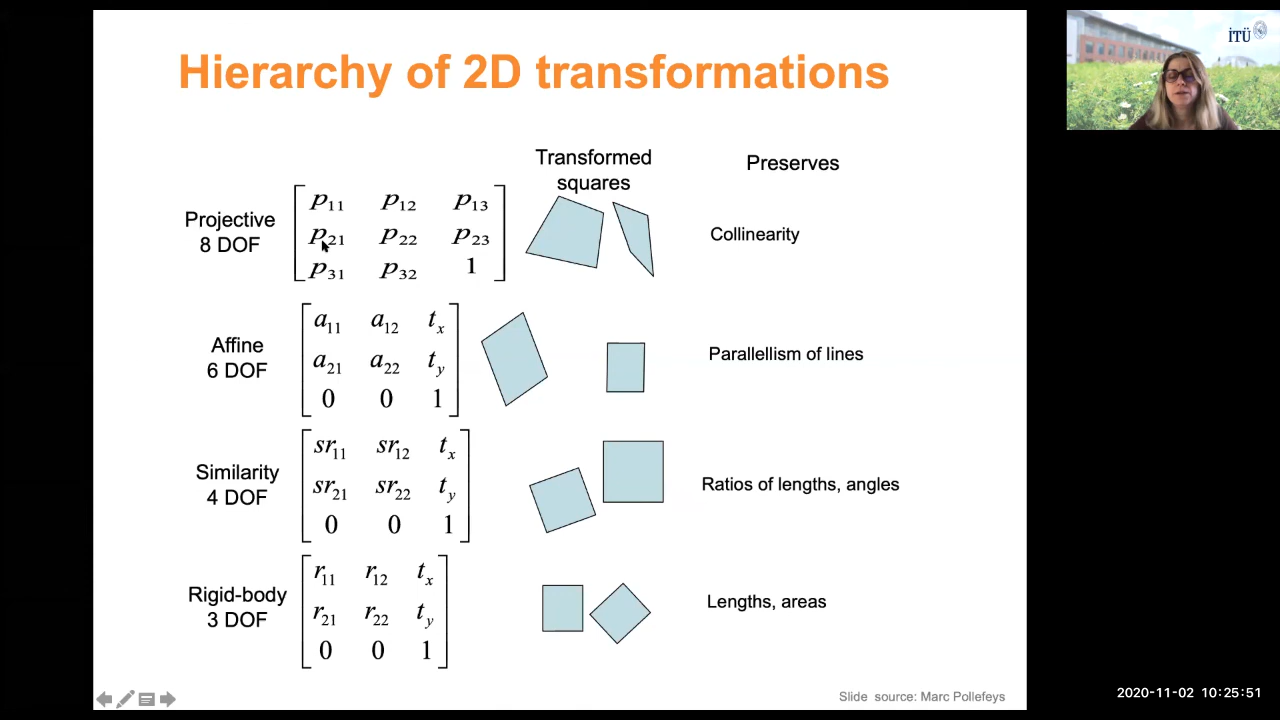 Hierarchy of 2D transformations
Transformed
squares
Preserves
Projective
8 DOF
p11 p12 p13
p21 p22 p23
p31 p32 1
Collinearity
Affine
6 DOF
a11 a12 tx
a21 a22 ty
0 0 1
Parallellism of lines
Similarity
4 DOF
sr11 sr12 tx
sr21 sr22 ty
0 0 1
Ratios of lengths, angles
Rigid-body
3 DOF
r11 r12 tx
r21 r22 ty
0 0 1
Lengths, areas
Slide source: Marc Pollefeys
İTÜ
2020-11-02 10:25:51